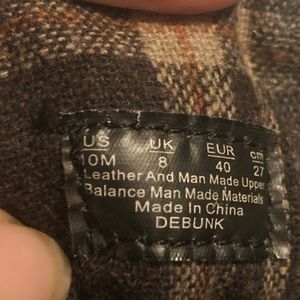 US UK EUR cm
10M 8 40 27
Leather And Man Made Upper
Balance Man Made Materials
Made In China
DEBUNK